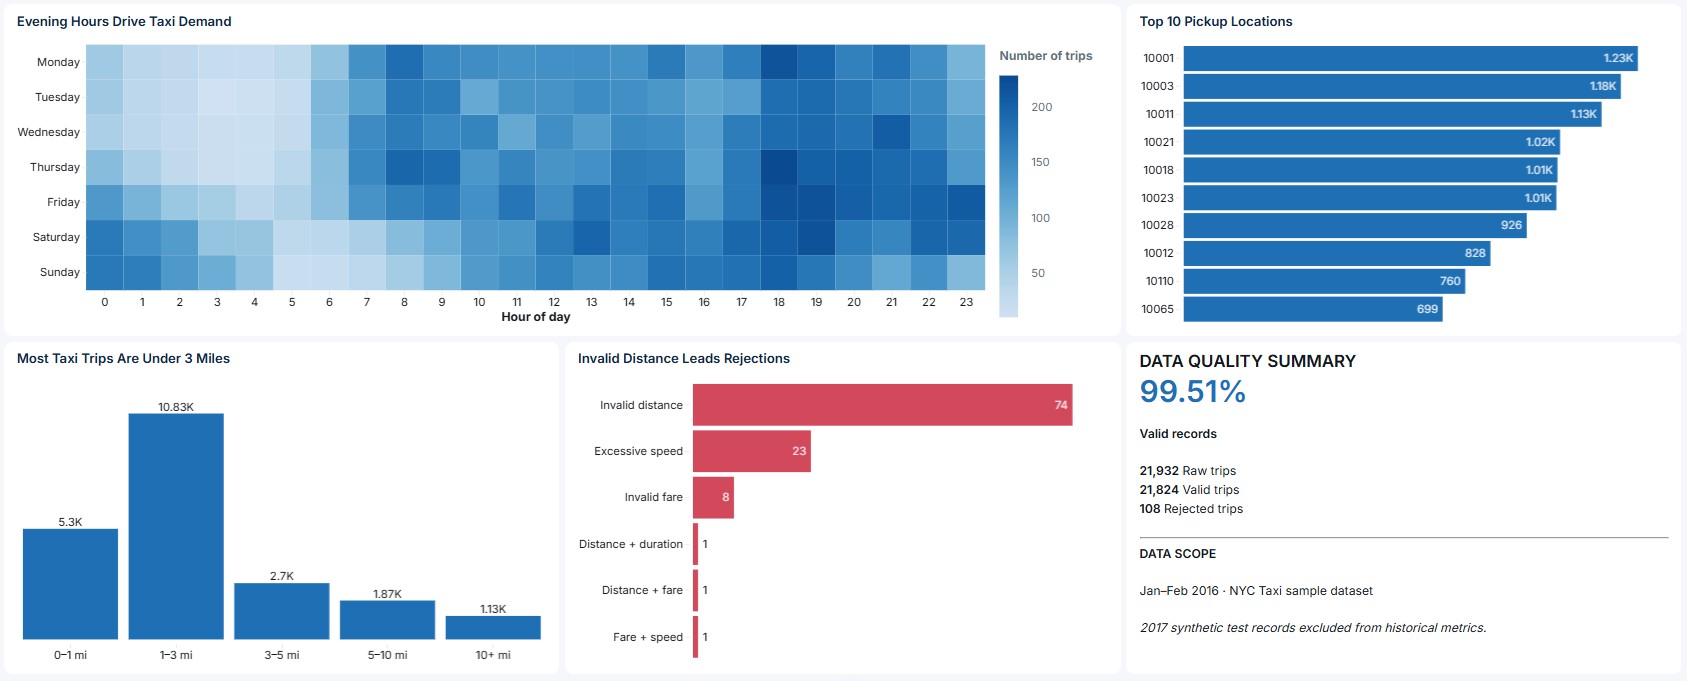 Evening Hours Drive Taxi Demand
Monday
Tuesday
Wednesday
Thursday
Friday
Saturday
Sunday
0 1 2 3 4 5 6 7 8 9 10 11 12 13 14 15 16 17 18 19 20 21 22 23
Hour of day
Number of trips
200
150
100
50
Top 10 Pickup Locations
10001 1.23K
10003 1.18K
10011 1.13K
10021 1.02K
10018 1.01K
10023 1.01K
10028 926
10012 828
10110 760
10065 699
Most Taxi Trips Are Under 3 Miles
5.3K
10.83K
2.7K
1.87K
1.13K
0–1 mi 1–3 mi 3–5 mi 5–10 mi 10+ mi
Invalid Distance Leads Rejections
Invalid distance 74
Excessive speed 23
Invalid fare 8
Distance + duration 1
Distance + fare 1
Fare + speed 1
DATA QUALITY SUMMARY
99.51%
Valid records
21,932 Raw trips
21,824 Valid trips
108 Rejected trips
DATA SCOPE
Jan–Feb 2016 · NYC Taxi sample dataset
2017 synthetic test records excluded from historical metrics.